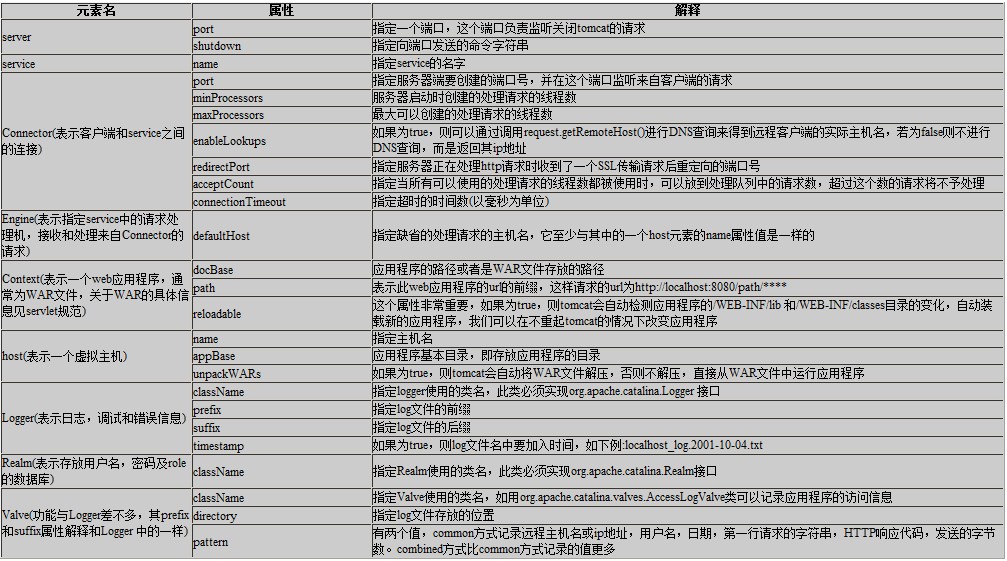 元素名 属性 解释
server port 指定一个端口，这个端口负责监听关闭tomcat的请求
shutdown 指定向端口发送的命令字符串
service name 指定service的名字
Connector(表示客户端和service之间
的连接)
port 指定服务器端要创建的端口号，并在这个端口监听来自客户端的请求
minProcessors 服务器启动时创建的处理请求的线程数
maxProcessors 最大可以创建的处理请求的线程数
enableLookups 如果为true，则可以通过调用request.getRemoteHost()进行DNS查询来得到远程客户端的实际主机名，若为false则不进行
DNS查询，而是返回其ip地址
redirectPort 指定服务器正在处理http请求时收到了一个SSL传输请求后重定向的端口号
acceptCount 指定当所有可以使用的处理请求的线程数都被使用时，可以放到处理队列中的请求数，超过这个数的请求将不予处理
connectionTimeout 指定超时的时间数(以毫秒为单位)
Engine(表示指定service中的请求处
理机，接收和处理来自Connector的
请求)
defaultHost 指定缺省的处理请求的主机名，它至少与其中的一个host元素的name属性值是一样的
Context(表示一个web应用程序，通
常为WAR文件，关于WAR的具体信
息见servlet规范)
docBase 应用程序的路径或者是WAR文件存放的路径
path 表示此web应用程序的url的前缀，这样请求的url为http://localhost:8080/path/****
reloadable 这个属性非常重要，如果为true，则tomcat会自动检测应用程序的/WEB-INF/lib 和/WEB-INF/classes目录的变化，自动装
载新的应用程序，我们可以在不重起tomcat的情况下改变应用程序
host(表示一个虚拟主机)
name 指定主机名
appBase 应用程序基本目录，即存放应用程序的目录
unpackWARs 如果为true，则tomcat会自动将WAR文件解压，否则不解压，直接从WAR文件中运行应用程序
Logger(表示日志，调试和错误信息)
className 指定logger使用的类名，此类必须实现org.apache.catalina.Logger 接口
prefix 指定log文件的前缀
suffix 指定log文件的后缀
timestamp 如果为true，则log文件名中要加入时间，如下例:localhost_log.2001-10-04.txt
Realm(表示存放用户名，密码及role
的数据库)
className 指定Realm使用的类名，此类必须实现org.apache.catalina.Realm接口
Valve(功能与Logger差不多，其prefix
和suffix属性解释和Logger 中的一样)
className 指定Valve使用的类名，如用org.apache.catalina.valves.AccessLogValve类可以记录应用程序的访问信息
directory 指定log文件存放的位置
pattern 有两个值，common方式记录远程主机名或ip地址，用户名，日期，第一行请求的字符串，HTTP响应代码，发送的字节
数。combined方式比common方式记录的值更多